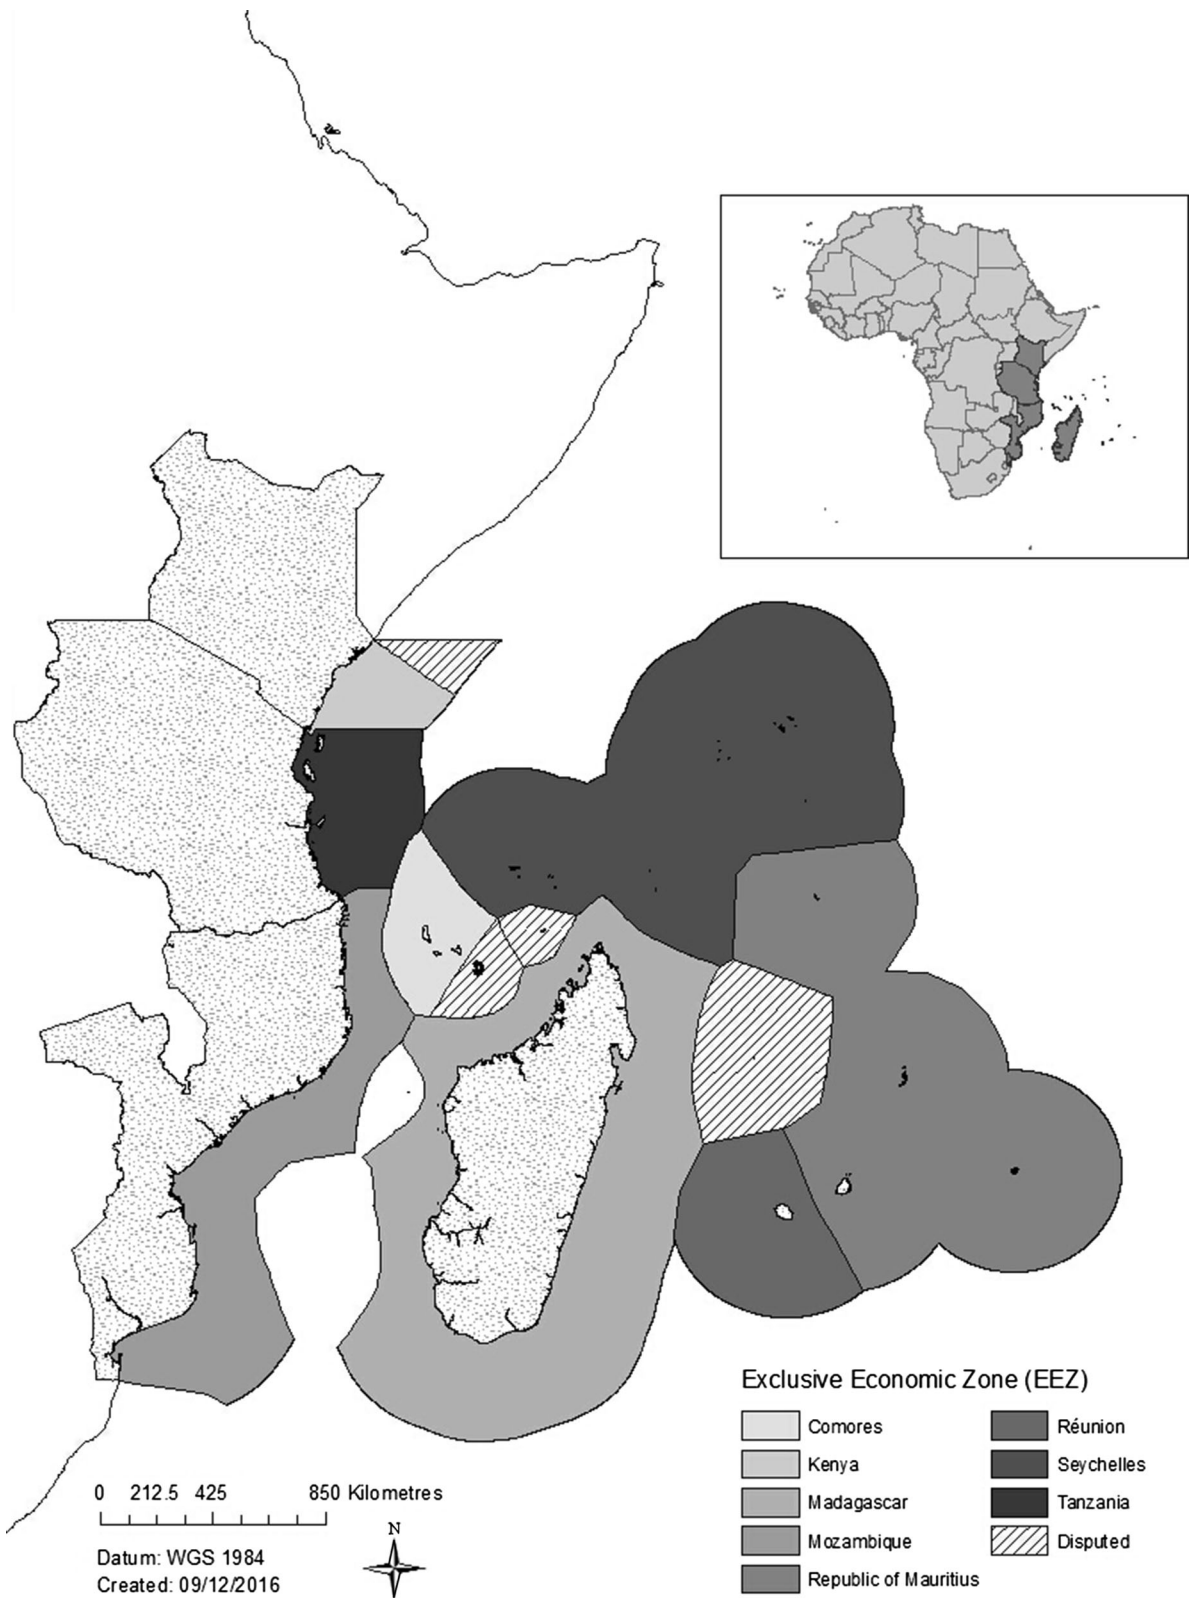 Exclusive Economic Zone (EEZ)
Comores
Kenya
Madagascar
Mozambique
Republic of Mauritius
Réunion
Seychelles
Tanzania
Disputed
0 212.5 425 850 Kilometres
N
Datum: WGS 1984
Created: 09/12/2016